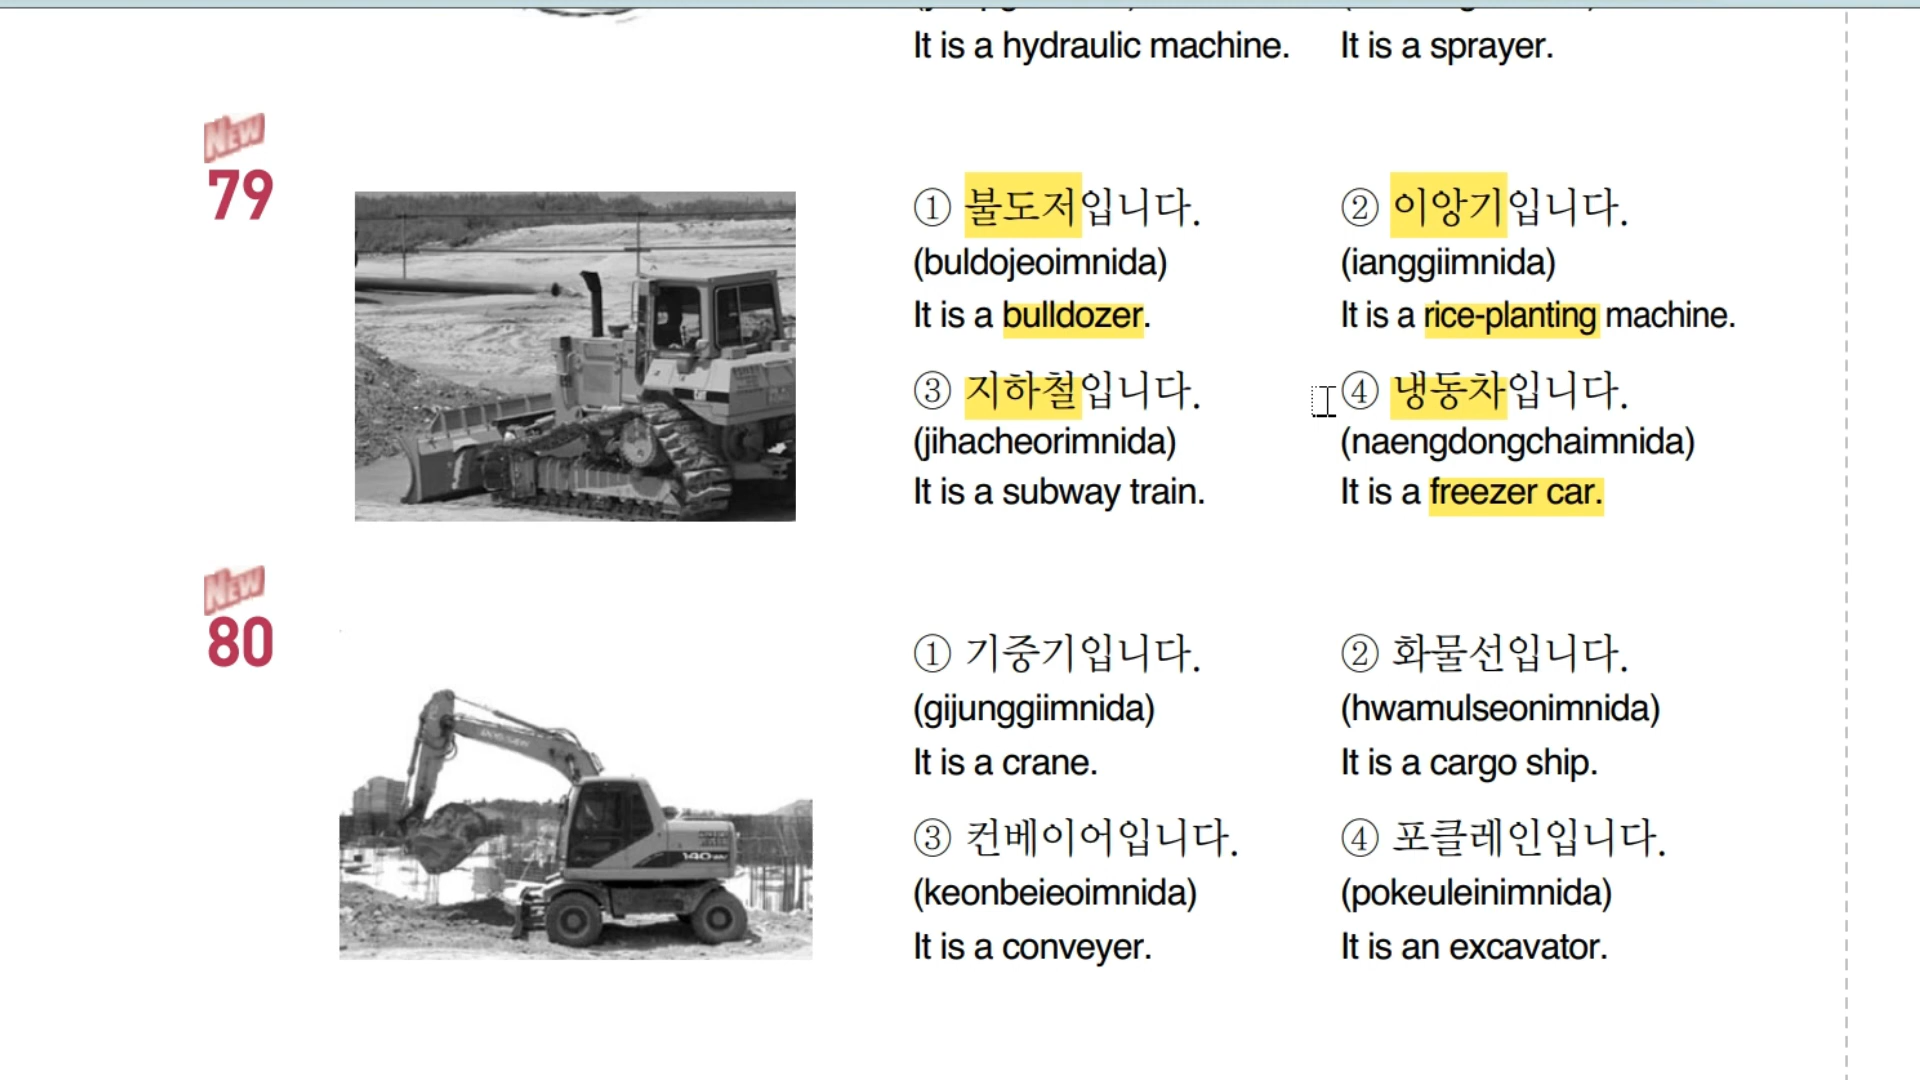 It is a hydraulic machine. It is a sprayer.
NEW
79
① 불도저입니다. ② 이앙기입니다.
(buldojeoimnida) (ianggiimnida)
It is a bulldozer. It is a rice-planting machine.
③ 지하철입니다. ④ 냉동차입니다.
(jihacheorimnida) (naengdongchaimnida)
It is a subway train. It is a freezer car.
NEW
80
① 기중기입니다. ② 화물선입니다.
(gijunggiimnida) (hwamulseonimnida)
It is a crane. It is a cargo ship.
③ 컨베이어입니다. ④ 포클레인입니다.
(keonbeieoimnida) (pokeuleinimnida)
It is a conveyer. It is an excavator.
140